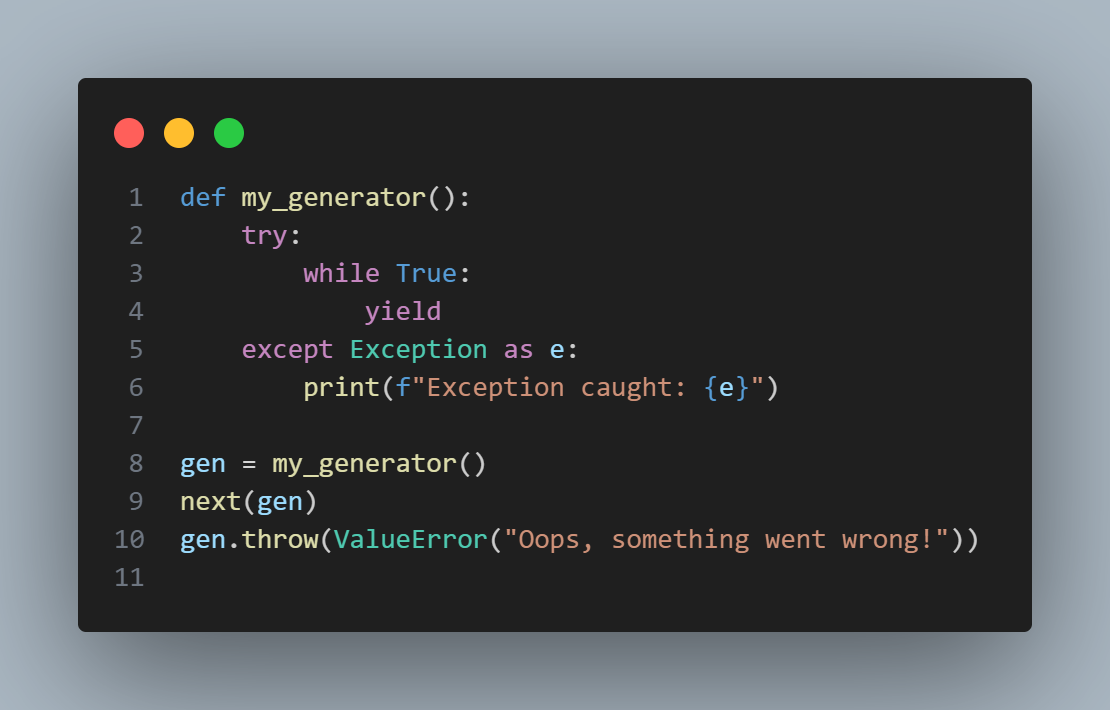 1 def my_generator():
2     try:
3         while True:
4             yield
5     except Exception as e:
6         print(f"Exception caught: {e}")
7
8 gen = my_generator()
9 next(gen)
10 gen.throw(ValueError("Oops, something went wrong!"))
11